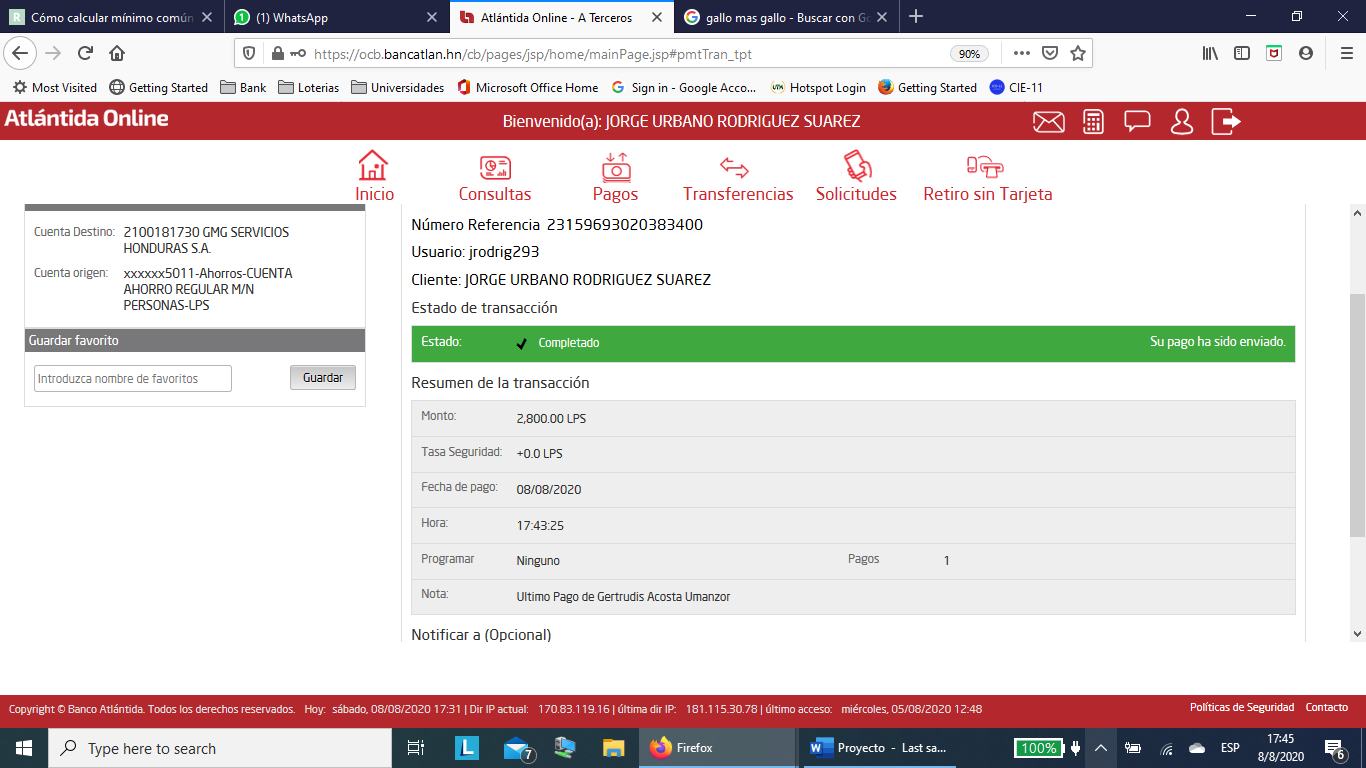 Cómo calcular mínimo común
(1) WhatsApp
Atlántida Online - A Terceros
gallo mas gallo - Buscar con Go
https://ocb.bancatlan.hn/cb/pages/jsp/home/mainPage.jsp#pmtTran_tpt
90%
Most Visited
Getting Started
Bank
Loterias
Universidades
Microsoft Office Home
Sign in - Google Acco...
Hotspot Login
Getting Started
CIE-11
Atlántida Online
Bienvenido(a): JORGE URBANO RODRIGUEZ SUAREZ
Inicio
Consultas
Pagos
Transferencias
Solicitudes
Retiro sin Tarjeta
Cuenta Destino: 2100181730 GMG SERVICIOS
HONDURAS S.A.
Cuenta origen: xxxxxx5011-Ahorros-CUENTA
AHORRO REGULAR M/N
PERSONAS-LPS
Guardar favorito
Introduzca nombre de favoritos
Guardar
Número Referencia 23159693020383400
Usuario: jrodrig293
Cliente: JORGE URBANO RODRIGUEZ SUAREZ
Estado de transacción
Estado: Completado Su pago ha sido enviado.
Resumen de la transacción
Monto: 2,800.00 LPS
Tasa Seguridad: +0.0 LPS
Fecha de pago: 08/08/2020
Hora: 17:43:25
Programar Ninguno Pagos 1
Nota: Ultimo Pago de Gertrudis Acosta Umanzor
Notificar a (Opcional)
Copyright © Banco Atlántida. Todos los derechos reservados. Hoy: sábado, 08/08/2020 17:31 | Dir IP actual: 170.83.119.16 | última dir IP: 181.115.30.78 | último acceso: miércoles, 05/08/2020 12:48
Políticas de Seguridad Contacto
Type here to search
L
7
Firefox
Proyecto - Last sa...
100%
ESP
17:45
8/8/2020
6